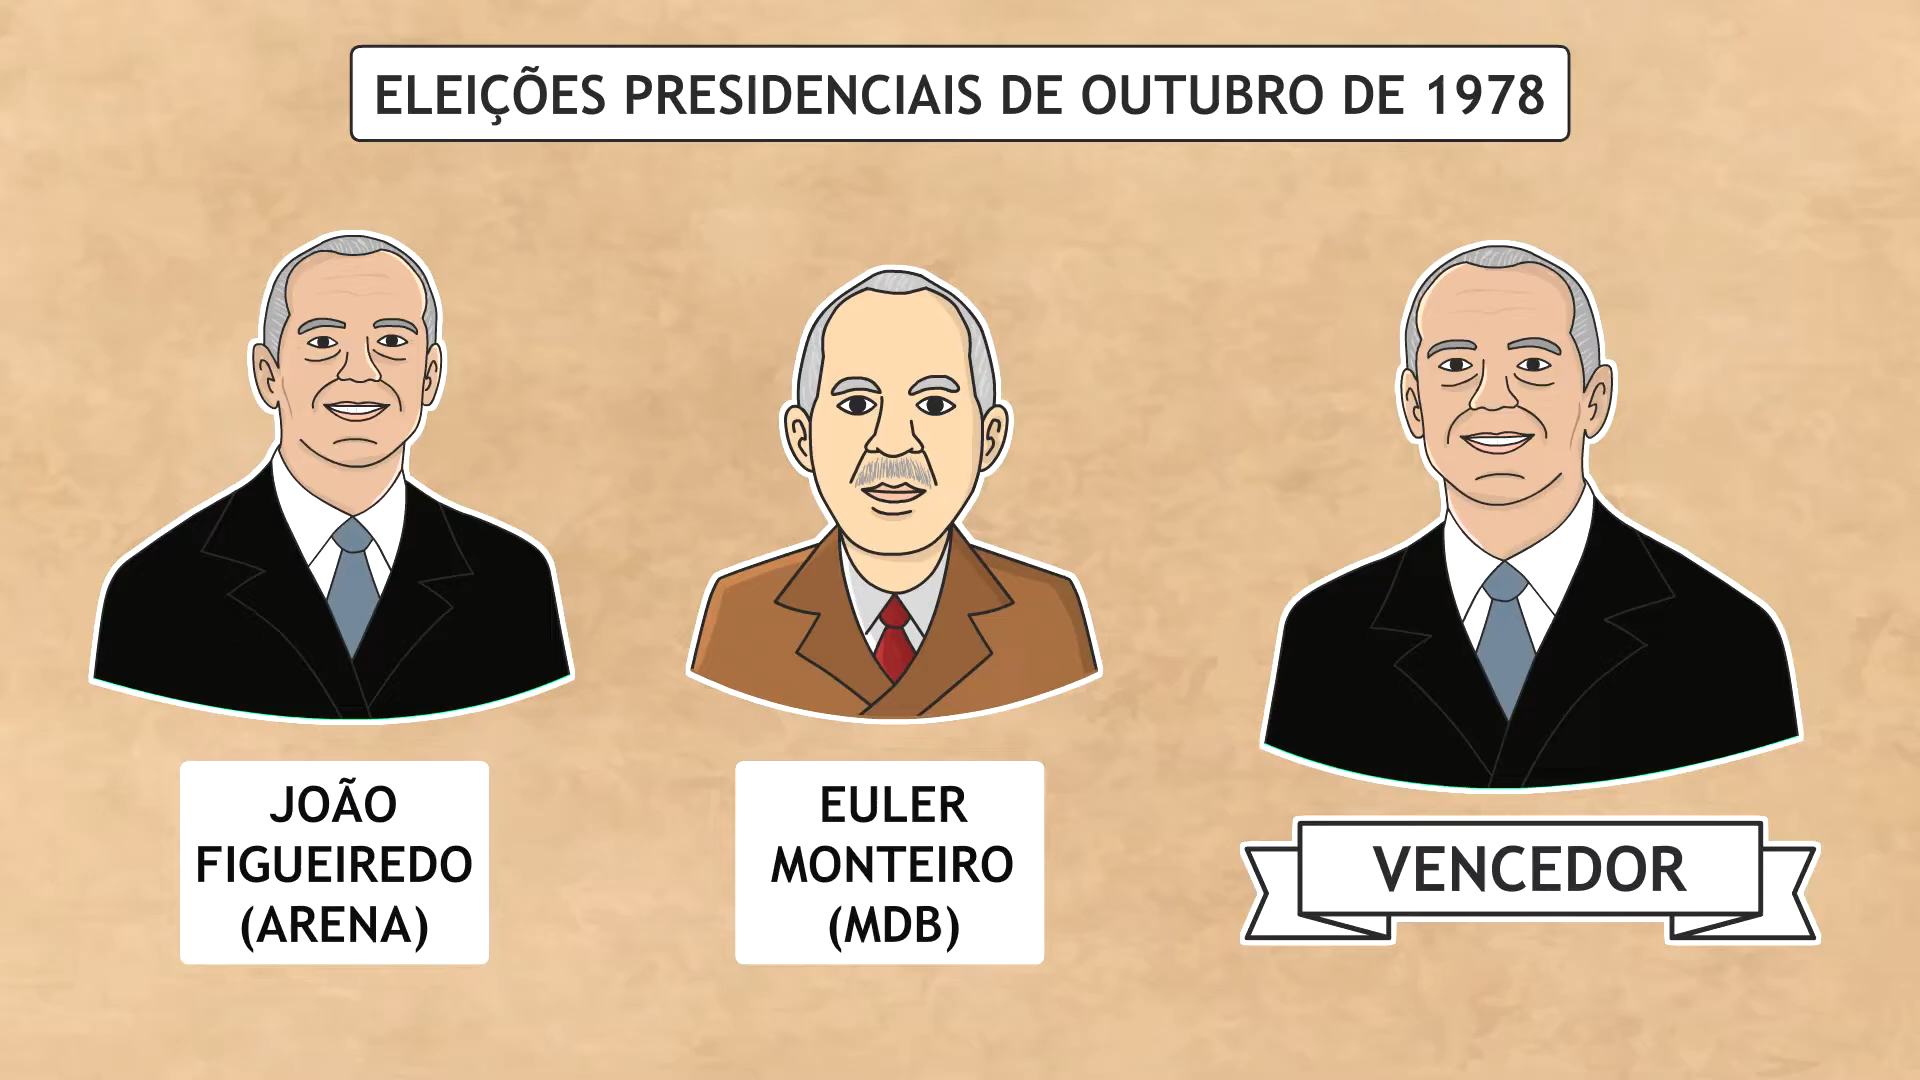 ELEIÇÕES PRESIDENCIAIS DE OUTUBRO DE 1978
JOÃO
FIGUEIREDO
(ARENA)
EULER
MONTEIRO
(MDB)
VENCEDOR